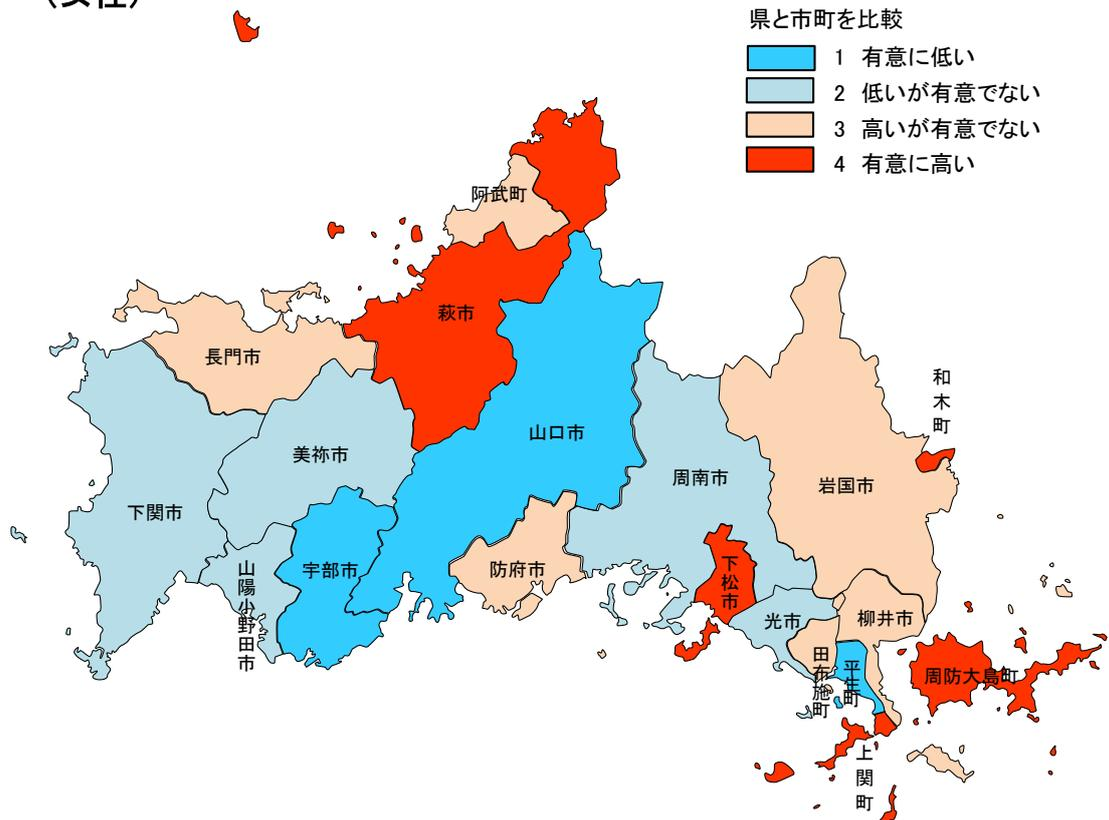 (女性)
県と市町を比較
1 有意に低い
2 低いが有意でない
3 高いが有意でない
4 有意に高い
阿武町
萩市
長門市
和木町
山口市
美祢市
周南市
岩国市
下関市
山陽小野田市
宇部市
防府市
下松市
光市
柳井市
田布施町
平生町
周防大島町
上関町